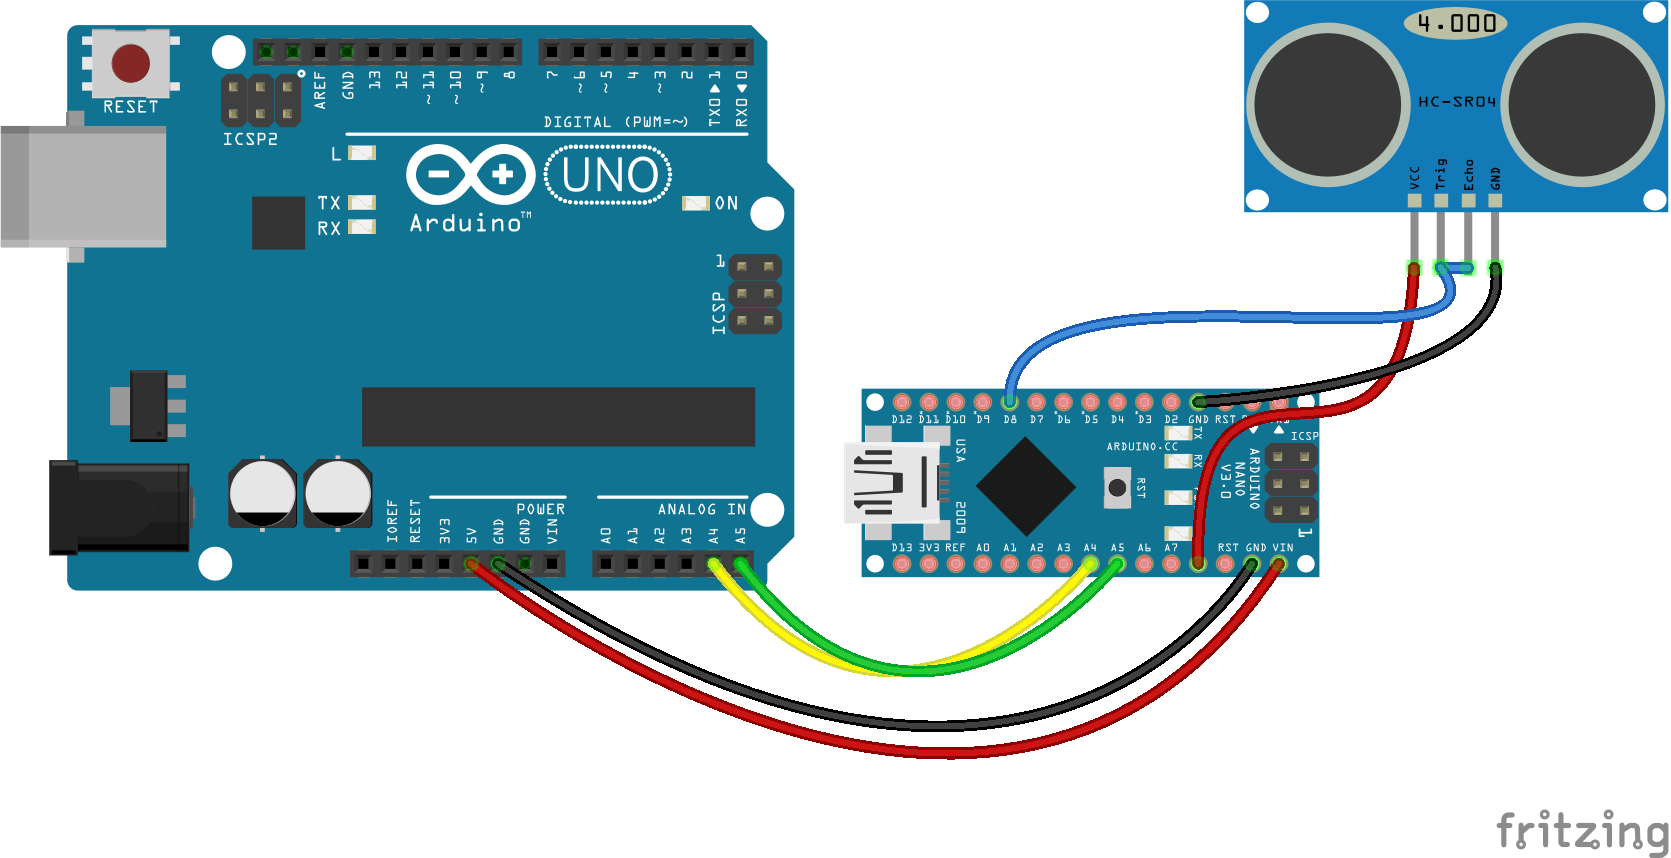 RESET
ICSP2
AREF
GND
13
12
~11
~10
~9
8
7
~6
~5
4
~3
2
TX0 1
RX0 0
DIGITAL (PWM=~)
L
TX
RX
Arduino™
UNO
ON
1
ICSP
POWER
ANALOG IN
IOREF
RESET
3V3
5V
GND
GND
VIN
A0
A1
A2
A3
A4
A5
4.000
HC-SR04
VCC
Trig
Echo
GND
D12 D11 D10 D9 D8 D7 D6 D5 D4 D3 D2 GND RST
TX
RX
ARDUINO.CC
ICSP
USA
2009
RST
ARDUINO
NANO
V3.0
1
D13 3V3 REF A0 A1 A2 A3 A4 A5 A6 A7 RST GND VIN
fritzing